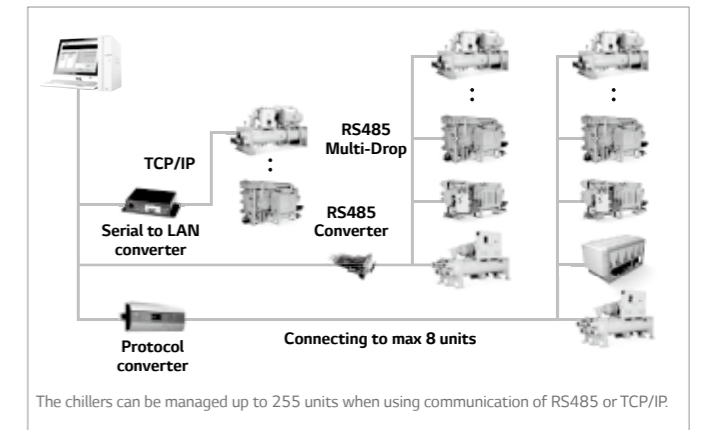 TCP/IP
Serial to LAN
converter
RS485
Multi-Drop
RS485
Converter
Protocol
converter
Connecting to max 8 units
The chillers can be managed up to 255 units when using communication of RS485 or TCP/IP.